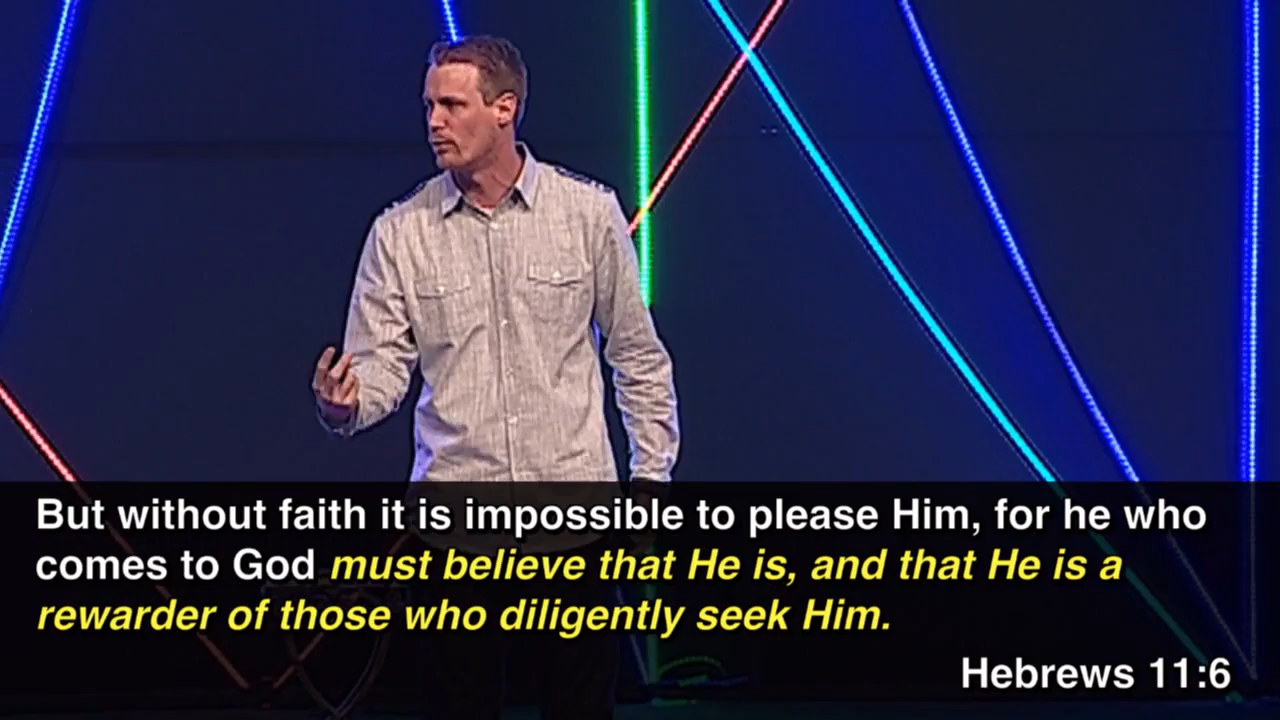 But without faith it is impossible to please Him, for he who
comes to God must believe that He is, and that He is a
rewarder of those who diligently seek Him.
Hebrews 11:6